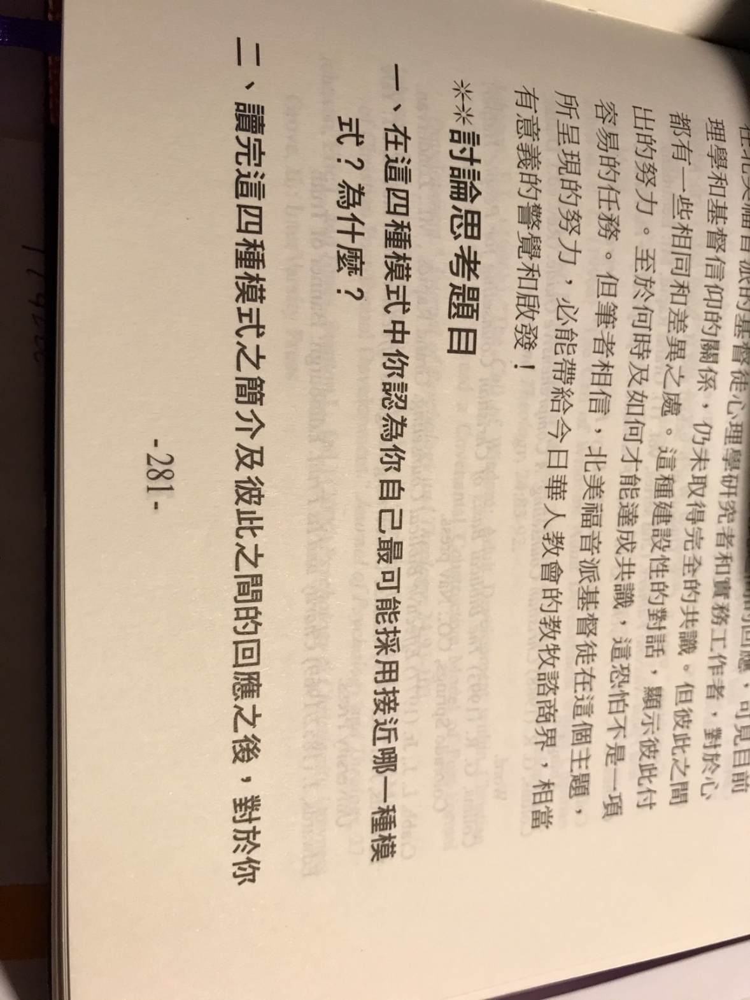 的回應，可見目前
在北美福音派的基督徒心理學研究者和實務工作者，對於心
理學和基督信仰的關係，仍未取得完全的共識。但彼此之間
都有一些相同和差異之處。這種建設性的對話，顯示彼此付
出的努力。至於何時及如何才能達成共識，這恐怕不是一項
容易的任務。但筆者相信，北美福音派基督徒在這個主題，
所呈現的努力，必能帶給今日華人教會的教牧諮商界，相當
有意義的警覺和啟發！
**討論思考題目
一、在這四種模式中你認為你自己最可能採用接近哪一種模
式？為什麼？
二、讀完這四種模式之簡介及彼此之間的回應之後，對於你
-281-